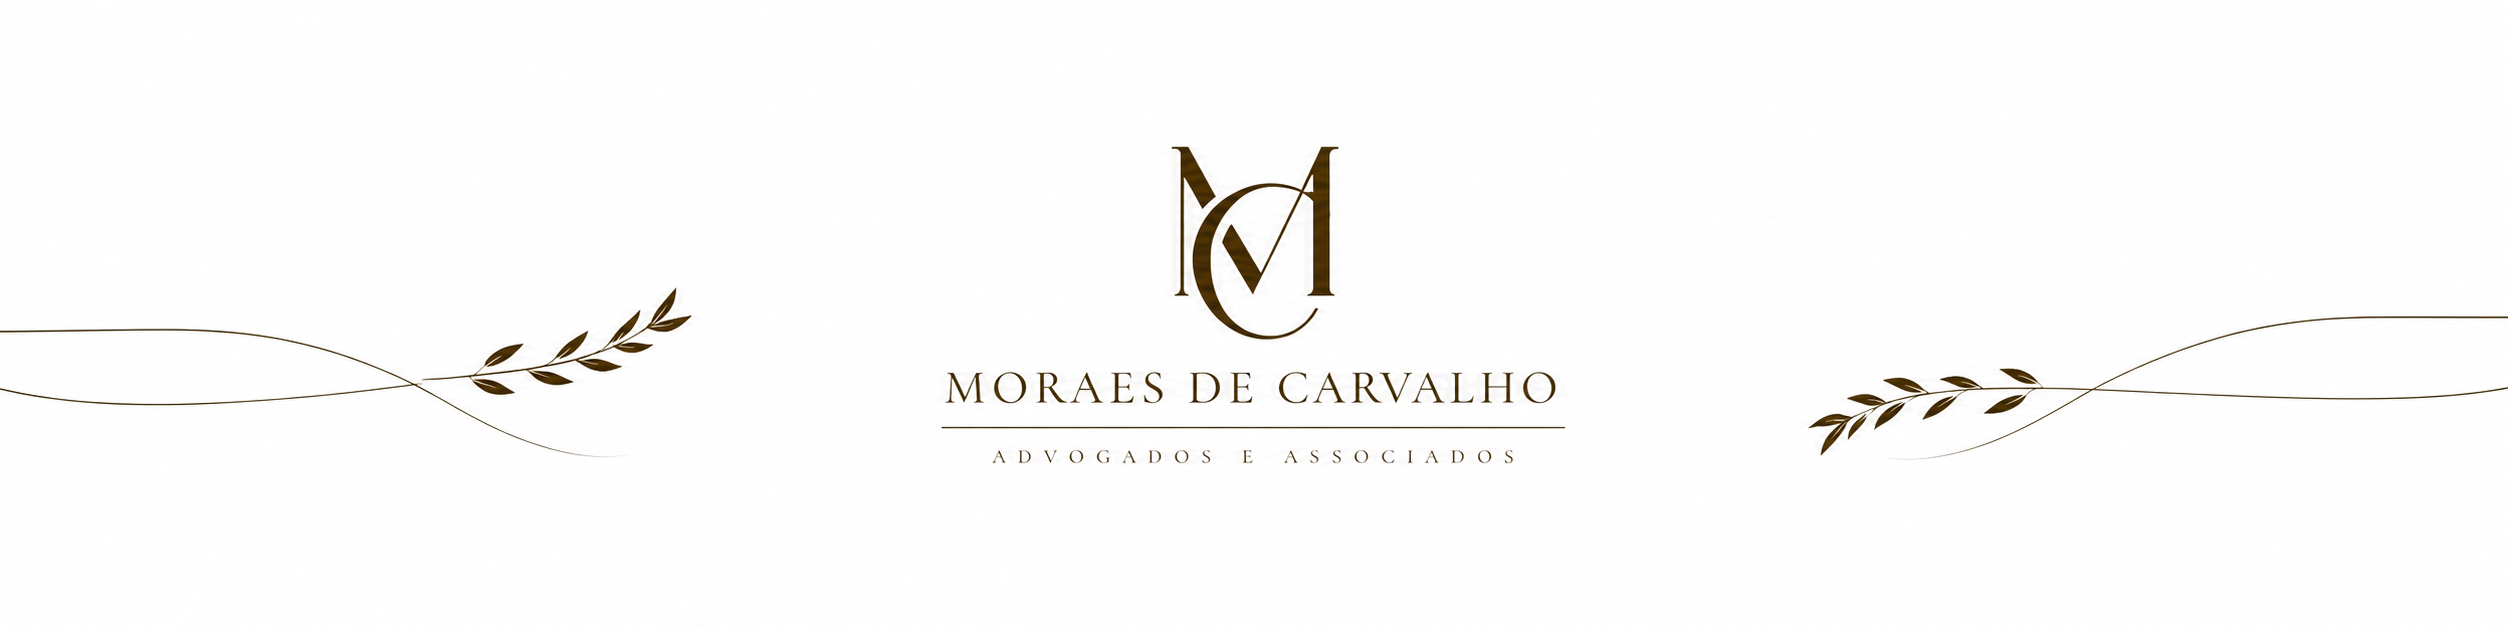 MC
MORAES DE CARVALHO
ADVOGADOS E ASSOCIADOS